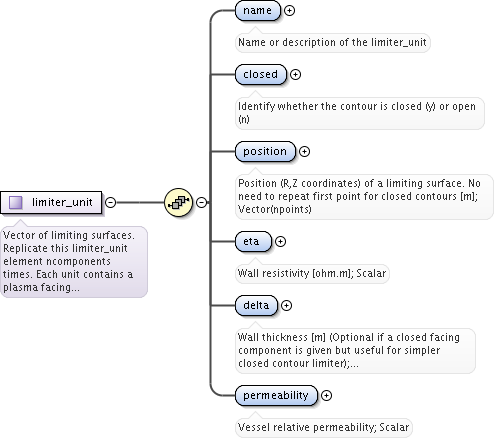 name
Name or description of the limiter_unit
closed
Identify whether the contour is closed (y) or open
(n)
position
Position (R,Z coordinates) of a limiting surface. No
need to repeat first point for closed contours [m];
Vector(npoints)
limiter_unit
Vector of limiting surfaces.
Replicate this limiter_unit
element ncomponents
times. Each unit contains a
plasma facing...
eta
Wall resistivity [ohm.m]; Scalar
delta
Wall thickness [m] (Optional if a closed facing
component is given but useful for simpler
closed contour limiter);...
permeability
Vessel relative permeability; Scalar